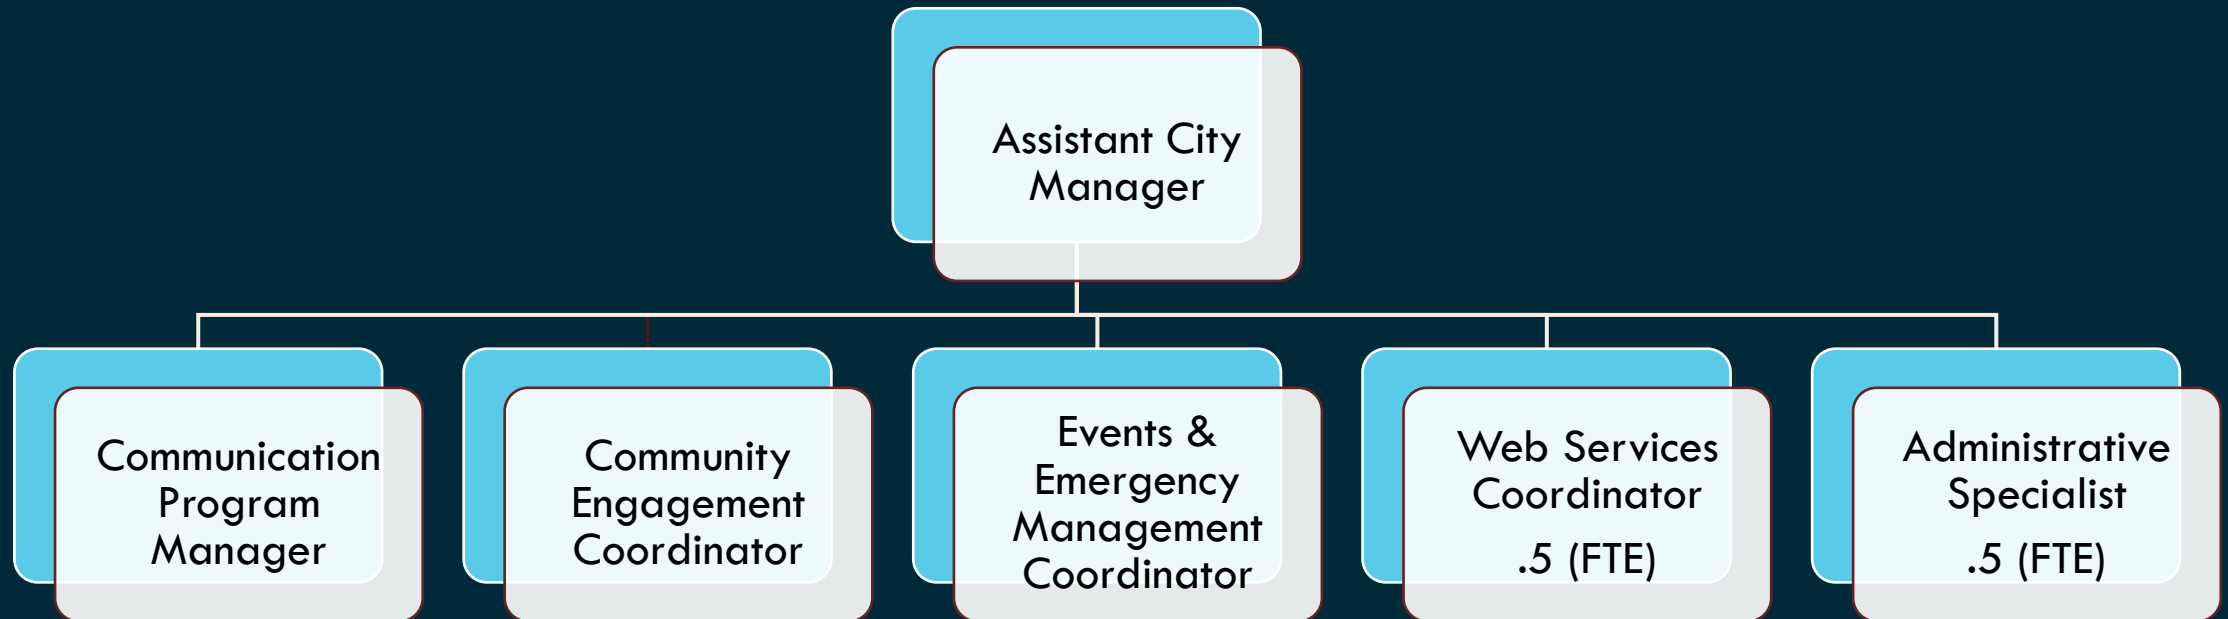 Assistant City
Manager
Communication
Program
Manager
Community
Engagement
Coordinator
Events &
Emergency
Management
Coordinator
Web Services
Coordinator
.5 (FTE)
Administrative
Specialist
.5 (FTE)